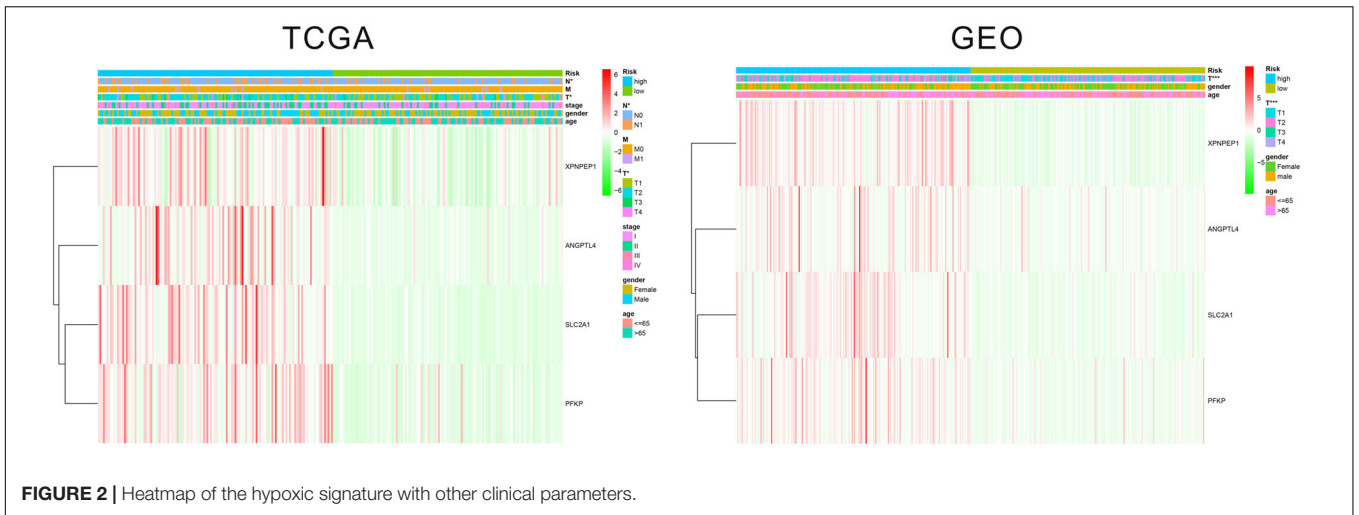 TCGA
Risk
N*
M
T*
stage
gender
age
XPNPEP1
ANGPTL4
SLC2A1
PFKP
6
4
2
0
−2
−4
−6
Risk
high
low
N*
N0
N1
M
M0
M1
T*
T1
T2
T3
T4
stage
I
II
III
IV
gender
Female
Male
age
<=65
>65
GEO
Risk
T***
gender
age
XPNPEP1
ANGPTL4
SLC2A1
PFKP
5
0
−5
Risk
high
low
T***
T1
T2
T3
T4
gender
Female
male
age
<=65
>65
FIGURE 2 | Heatmap of the hypoxic signature with other clinical parameters.